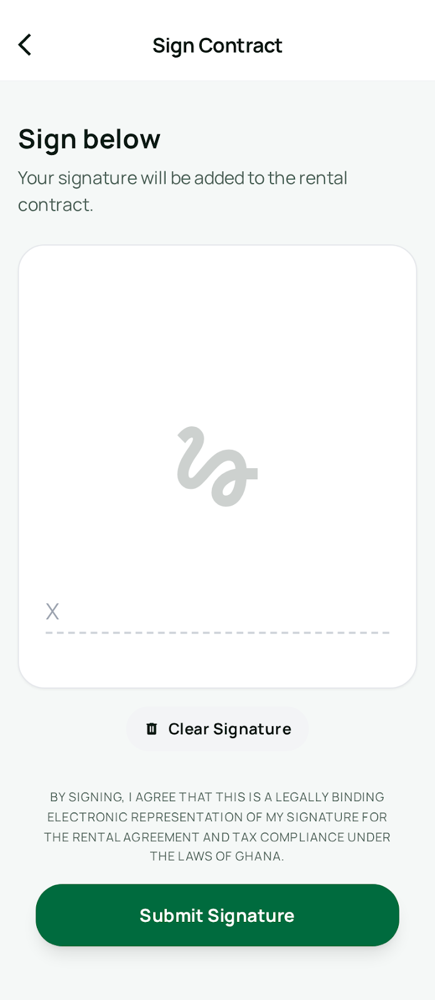 Sign Contract
Sign below
Your signature will be added to the rental
contract.
X
Clear Signature
BY SIGNING, I AGREE THAT THIS IS A LEGALLY BINDING
ELECTRONIC REPRESENTATION OF MY SIGNATURE FOR
THE RENTAL AGREEMENT AND TAX COMPLIANCE UNDER
THE LAWS OF GHANA.
Submit Signature